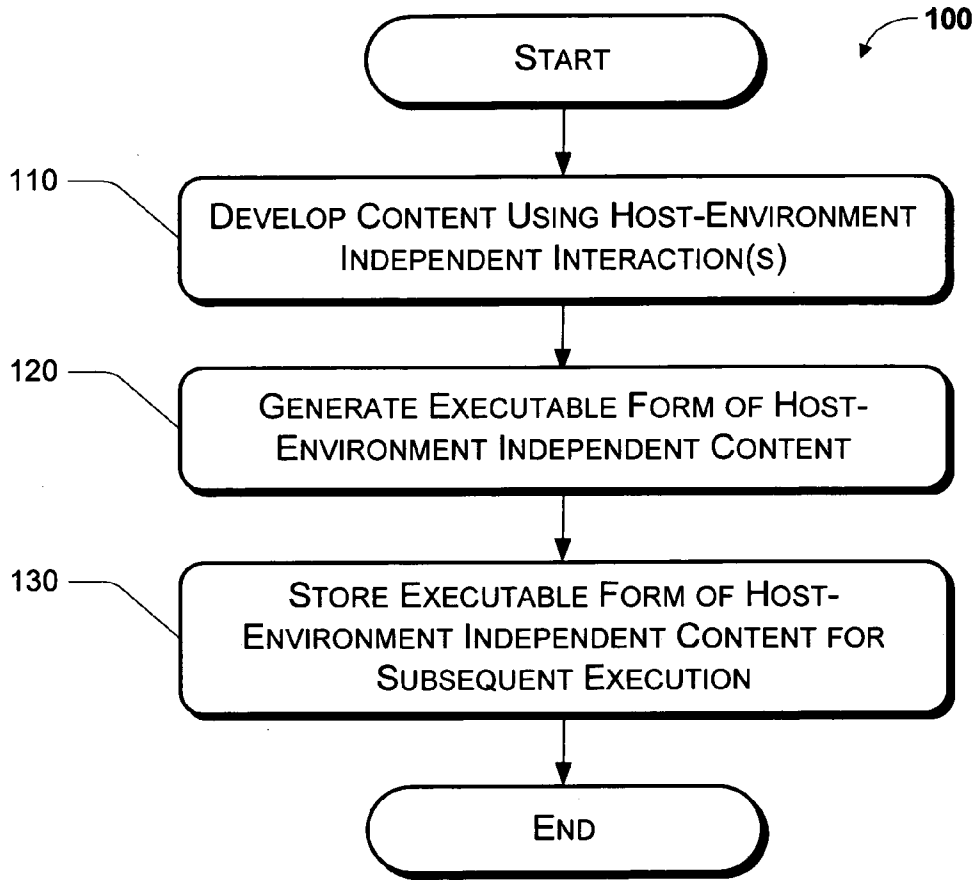 100
START
110
DEVELOP CONTENT USING HOST-ENVIRONMENT
INDEPENDENT INTERACTION(S)
120
GENERATE EXECUTABLE FORM OF HOST-
ENVIRONMENT INDEPENDENT CONTENT
130
STORE EXECUTABLE FORM OF HOST-
ENVIRONMENT INDEPENDENT CONTENT FOR
SUBSEQUENT EXECUTION
END